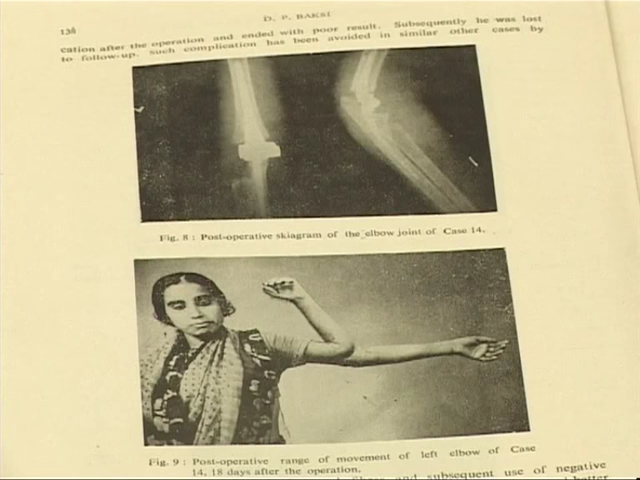 138
D. P. BAKSI
cation after the operation and ended with poor result. Subsequently he was lost
to follow-up. Such complication has been avoided in similar other cases by
Fig. 8 : Post-operative skiagram of the elbow joint of Case 14.
Fig. 9 : Post-operative range of movement of left elbow of Case
14, 18 days after the operation.
and subsequent use of negative
better